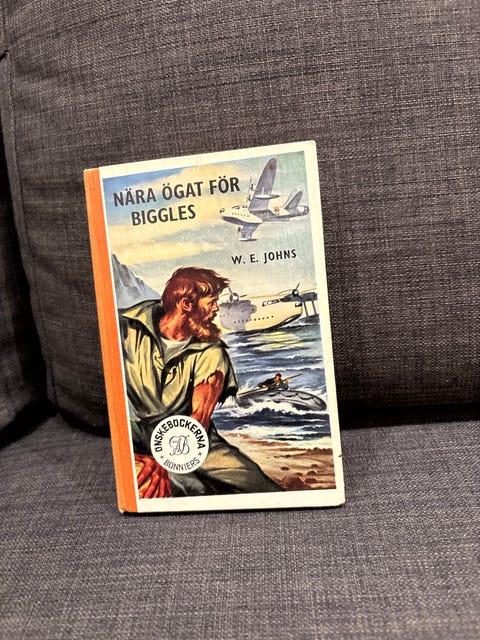 NÄRA ÖGAT FÖR
BIGGLES
W. E. JOHNS
ÖNSKEBÖCKERNA
BONNIERS